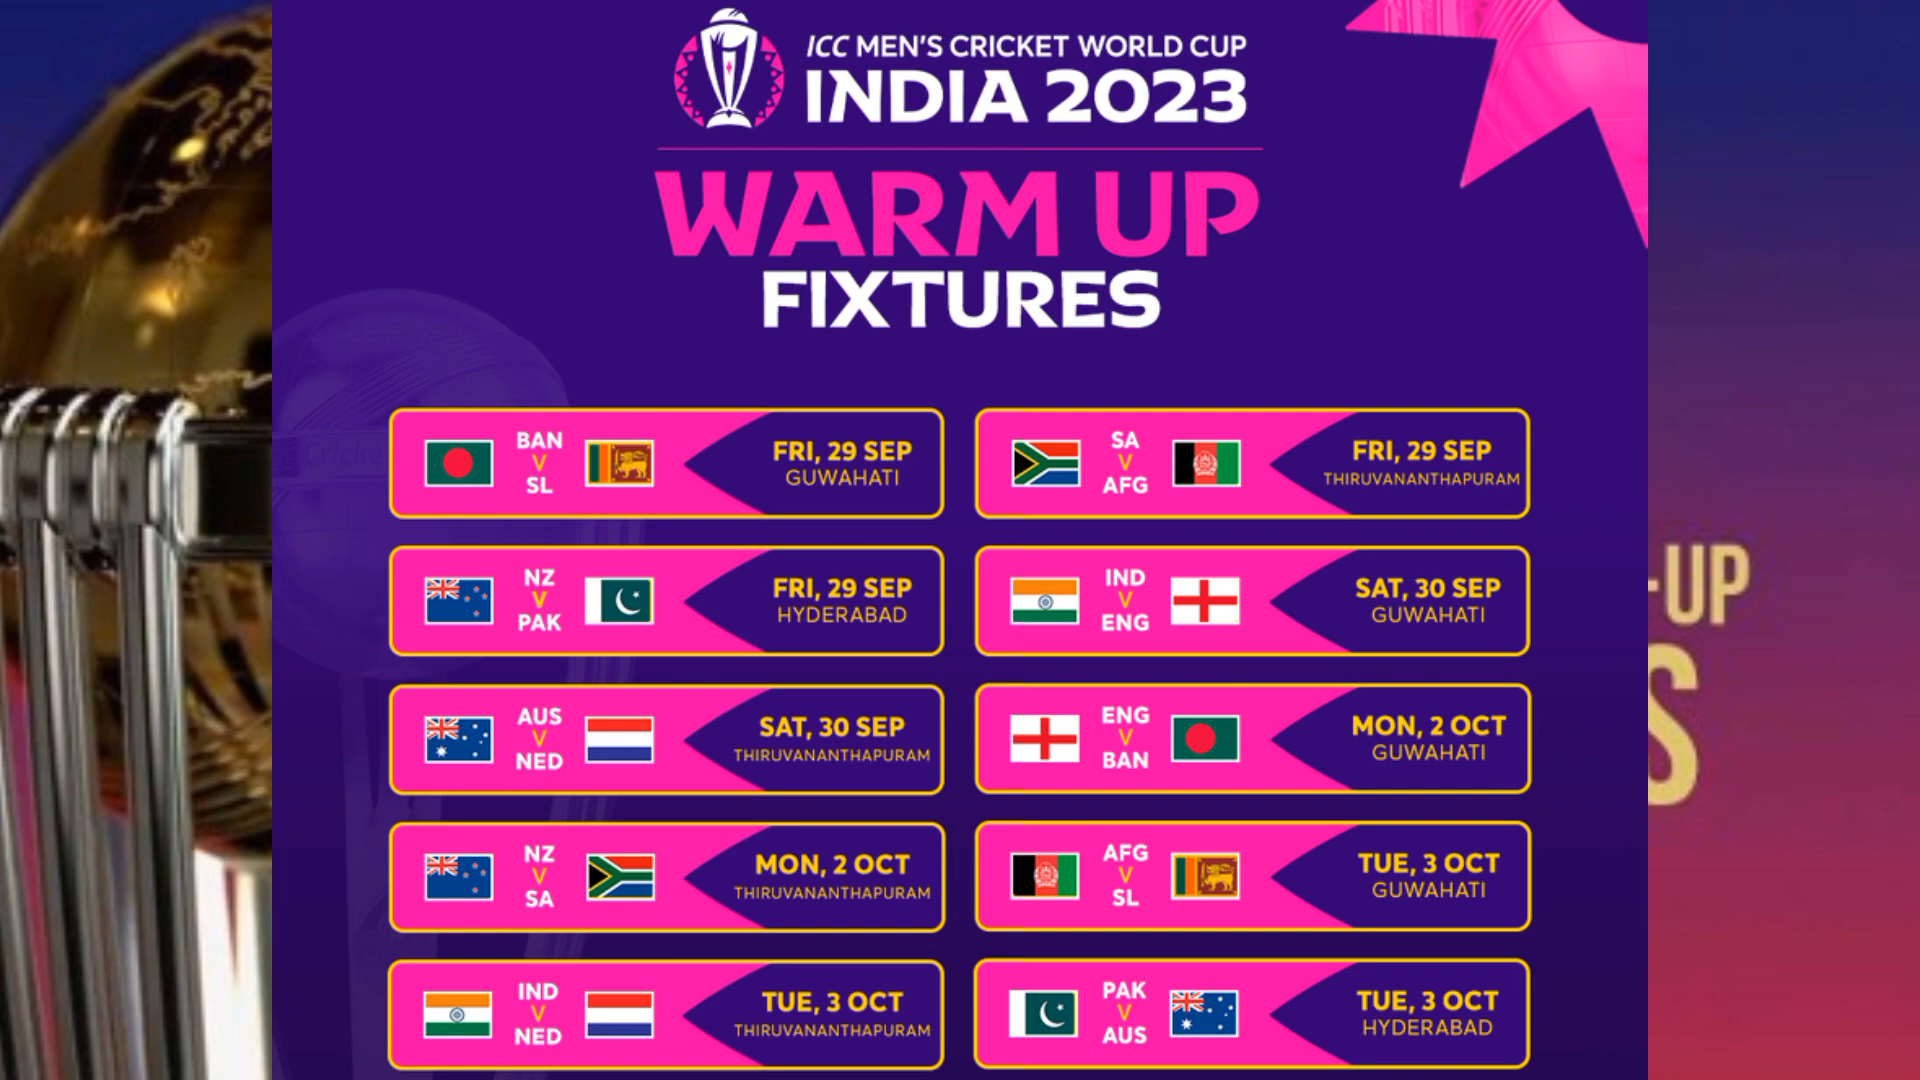 ICC MEN'S CRICKET WORLD CUP
INDIA 2023
WARM UP
FIXTURES
BAN
V
SL
FRI, 29 SEP
GUWAHATI
SA
V
AFG
FRI, 29 SEP
THIRUVANANTHAPURAM
NZ
V
PAK
FRI, 29 SEP
HYDERABAD
IND
V
ENG
SAT, 30 SEP
GUWAHATI
AUS
V
NED
SAT, 30 SEP
THIRUVANANTHAPURAM
ENG
V
BAN
MON, 2 OCT
GUWAHATI
NZ
V
SA
MON, 2 OCT
THIRUVANANTHAPURAM
AFG
V
SL
TUE, 3 OCT
GUWAHATI
IND
V
NED
TUE, 3 OCT
THIRUVANANTHAPURAM
PAK
V
AUS
TUE, 3 OCT
HYDERABAD
-UP
S